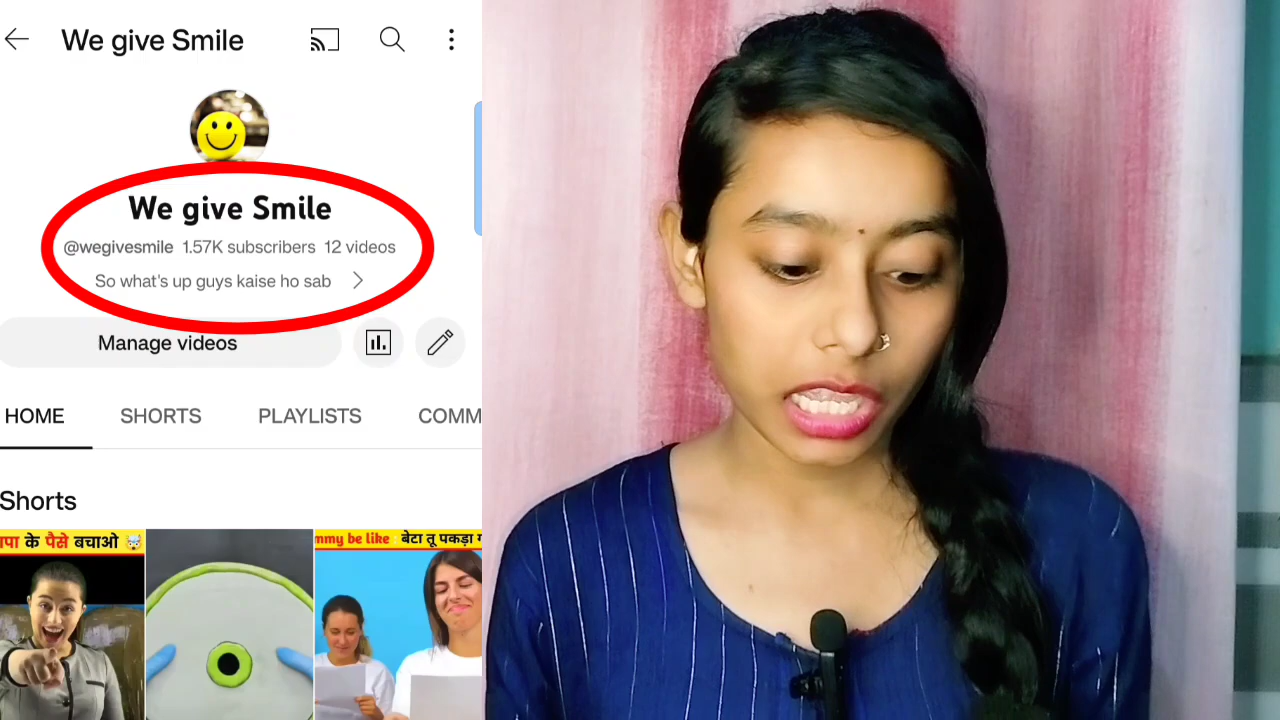 We give Smile
We give Smile
@wegivesmile 1.57K subscribers 12 videos
So what's up guys kaise ho sab
Manage videos
HOME SHORTS PLAYLISTS COMM
Shorts
के पैसे बचाओ 🤯
be like बेटा तू पकड़ा